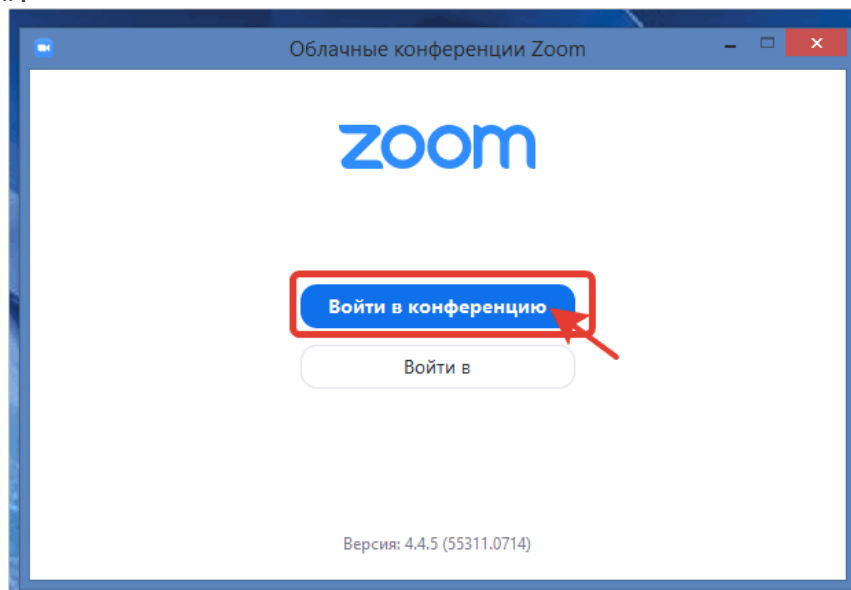 Облачные конференции Zoom
zoom
Войти в конференцию
Войти в
Версия: 4.4.5 (55311.0714)